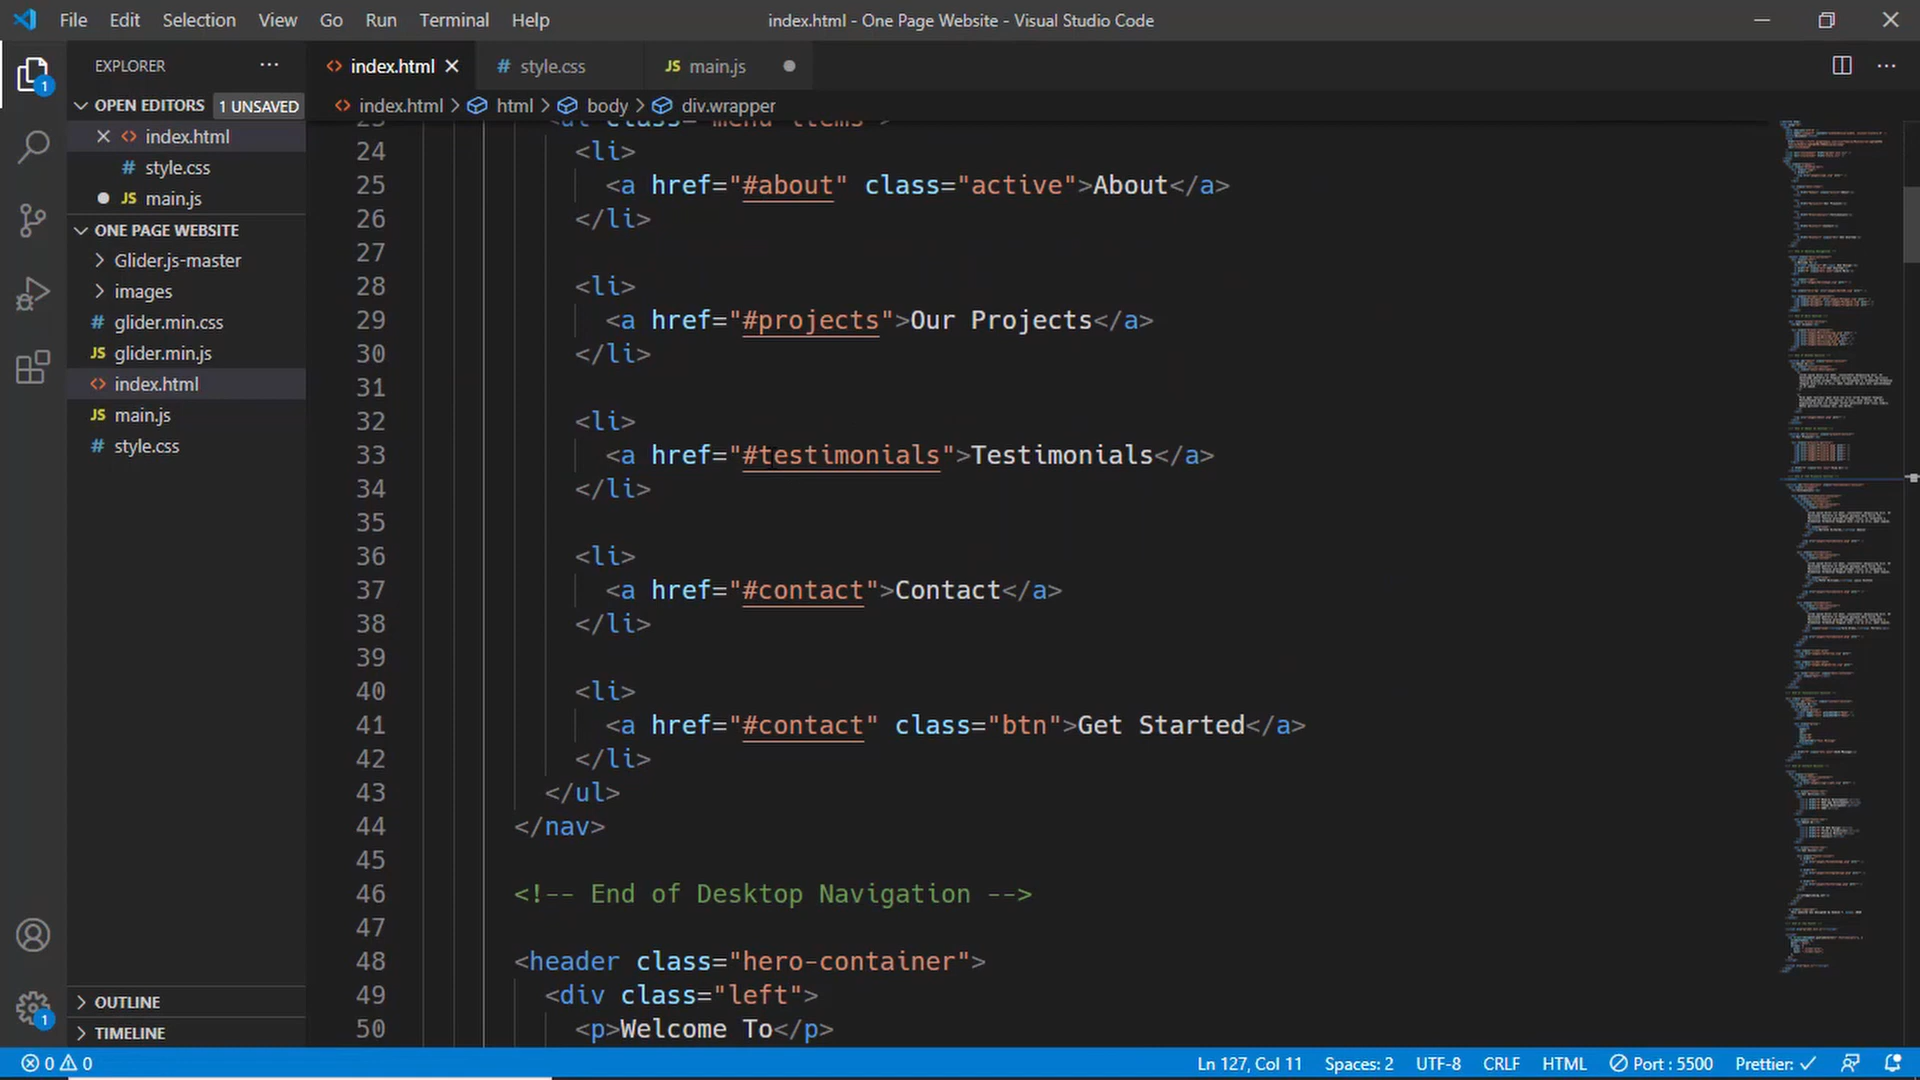 File Edit Selection View Go Run Terminal Help
index.html - One Page Website - Visual Studio Code
EXPLORER
OPEN EDITORS 1 UNSAVED
index.html
style.css
main.js
ONE PAGE WEBSITE
Glider.js-master
images
glider.min.css
glider.min.js
index.html
main.js
style.css
OUTLINE
TIMELINE
index.html style.css main.js
index.html > html > body > div.wrapper
23 <ul class="menu-items">
24 <li>
25 <a href="#about" class="active">About</a>
26 </li>
27
28 <li>
29 <a href="#projects">Our Projects</a>
30 </li>
31
32 <li>
33 <a href="#testimonials">Testimonials</a>
34 </li>
35
36 <li>
37 <a href="#contact">Contact</a>
38 </li>
39
40 <li>
41 <a href="#contact" class="btn">Get Started</a>
42 </li>
43 </ul>
44 </nav>
45
46 <!-- End of Desktop Navigation -->
47
48 <header class="hero-container">
49 <div class="left">
50 <p>Welcome To</p>
1
1
0 0
Ln 127, Col 11 Spaces: 2 UTF-8 CRLF HTML Port : 5500 Prettier: ✓